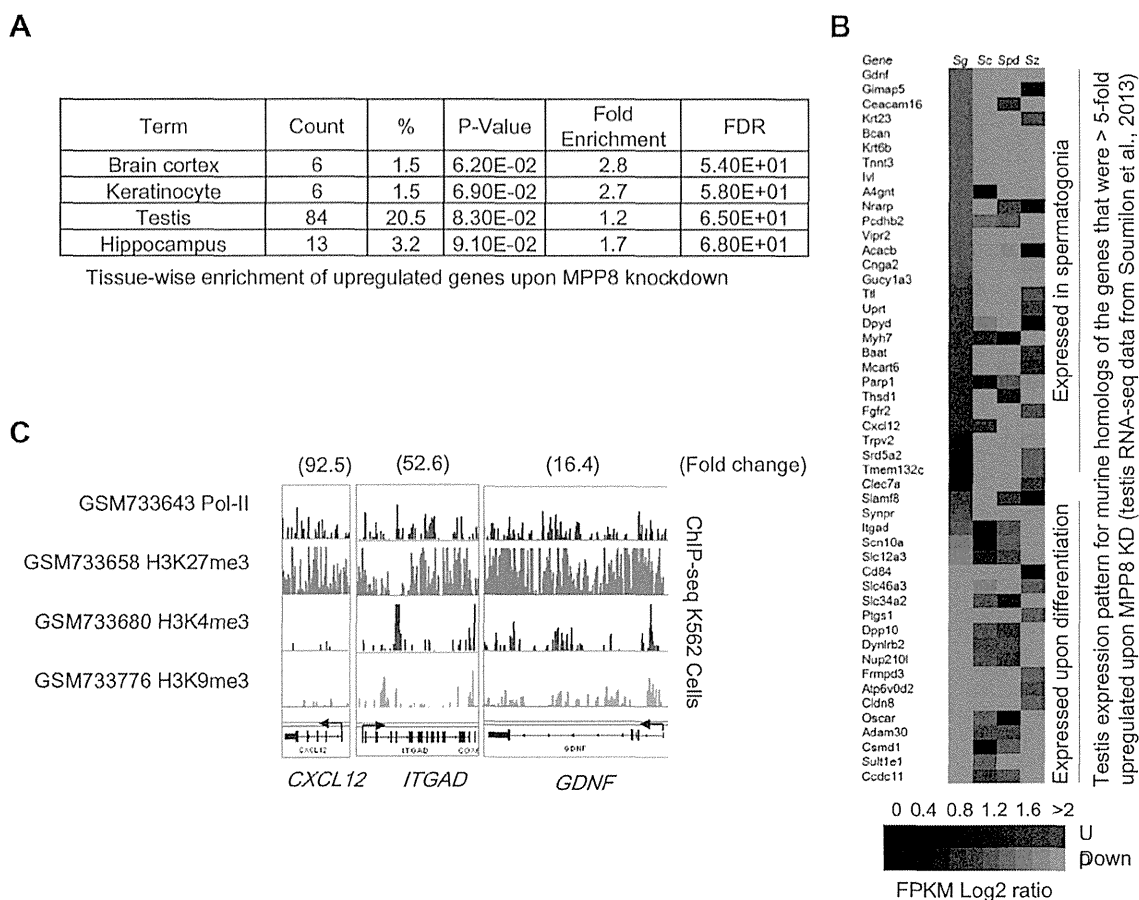 A
Term Count % P-Value Fold Enrichment FDR
Brain cortex 6 1.5 6.20E-02 2.8 5.40E+01
Keratinocyte 6 1.5 6.90E-02 2.7 5.80E+01
Testis 84 20.5 8.30E-02 1.2 6.50E+01
Hippocampus 13 3.2 9.10E-02 1.7 6.80E+01
Tissue-wise enrichment of upregulated genes upon MPP8 knockdown
B
Gene Sg Sc Spd Sz
Gdnf
Gimap5
Ceacam16
Krt23
Bcan
Krt6b
Tnnt3
Ivl
A4gnt
Nrarp
Pcdhb2
Vipr2
Acacb
Cnga2
Gucy1a3
Ttl
Uprt
Dpyd
Myh7
Baat
Mcart6
Parp1
Thsd1
Fgfr2
Cxcl12
Trpv2
Srd5a2
Tmem132c
Clec7a
Slamf8
Synpr
Itgad
Scn10a
Slc12a3
Cd84
Slc46a3
Slc34a2
Ptgs1
Dpp10
Dynlrb2
Nup210l
Frmpd3
Atp6v0d2
Cldn8
Oscar
Adam30
Csmd1
Sult1e1
Ccdc11
Expressed in spermatogonia
Expressed upon differentiation
Testis expression pattern for murine homologs of the genes that were > 5-fold
upregulated upon MPP8 KD (testis RNA-seq data from Soumilon et al., 2013)
0 0.4 0.8 1.2 1.6 >2
U
p
Down
FPKM Log2 ratio
C
(92.5) (52.6) (16.4) (Fold change)
GSM733643 Pol-II
GSM733658 H3K27me3
GSM733680 H3K4me3
GSM733776 H3K9me3
ChIP-seq K562 Cells
CXCL12 ITGAD GDNF
CXCL12 ITGAD GDNF